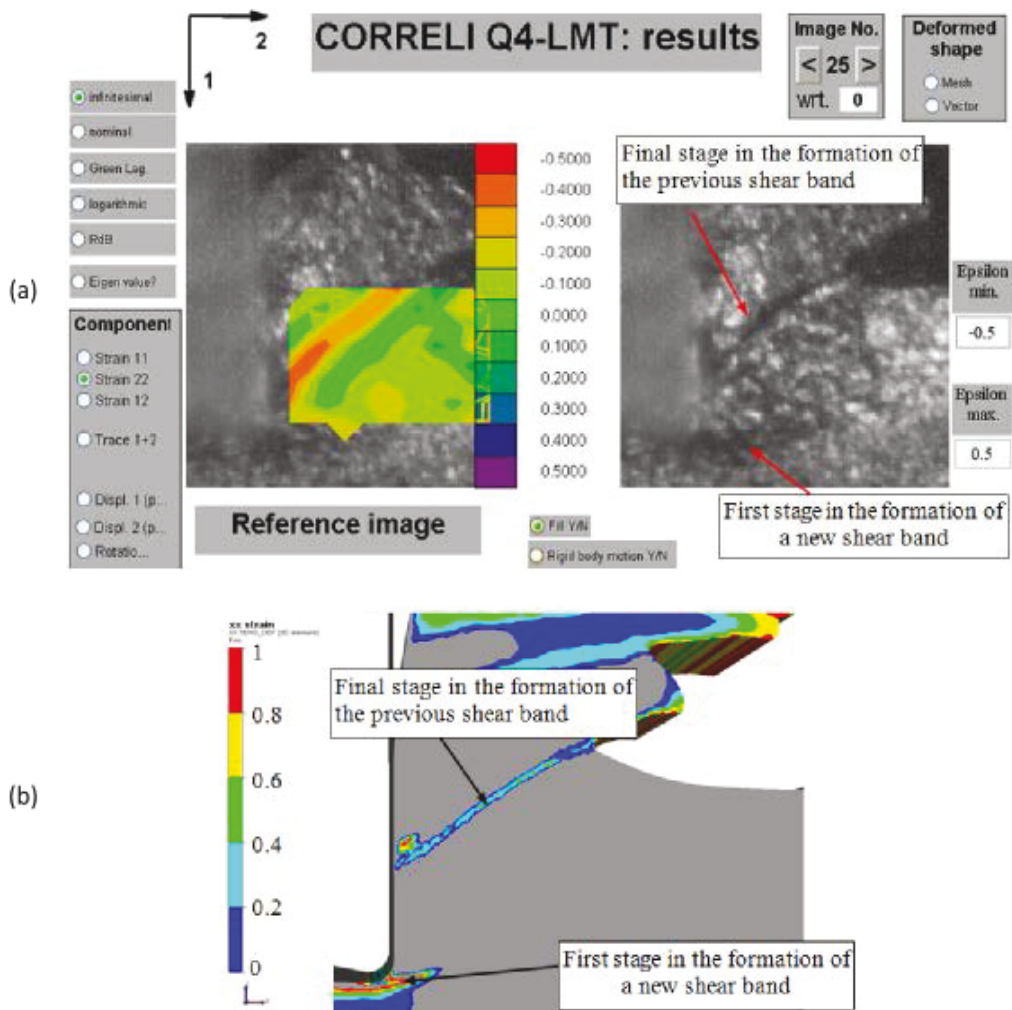 2
1
CORRELI Q4-LMT: results
Image No.
< 25 >
wrt. 0
Deformed
shape
Mesh
Vector
infinitesimal
nominal
Green Lag.
logarithmic
RdB
Eigen value?
Component
Strain 11
Strain 22
Strain 12
Trace 1+2
Displ. 1 (p...
Displ. 2 (p...
Rotatio...
(a)
-0.5000
-0.4000
-0.3000
-0.2000
-0.1000
0.0000
0.1000
0.2000
0.3000
0.4000
0.5000
Final stage in the formation of
the previous shear band
Epsilon
min.
-0.5
Epsilon
max.
0.5
First stage in the formation of
a new shear band
Reference image
Fill Y/N
Rigid body motion Y/N
(b)
xx strain
1
0.8
0.6
0.4
0.2
0
Final stage in the formation of
the previous shear band
First stage in the formation of
a new shear band